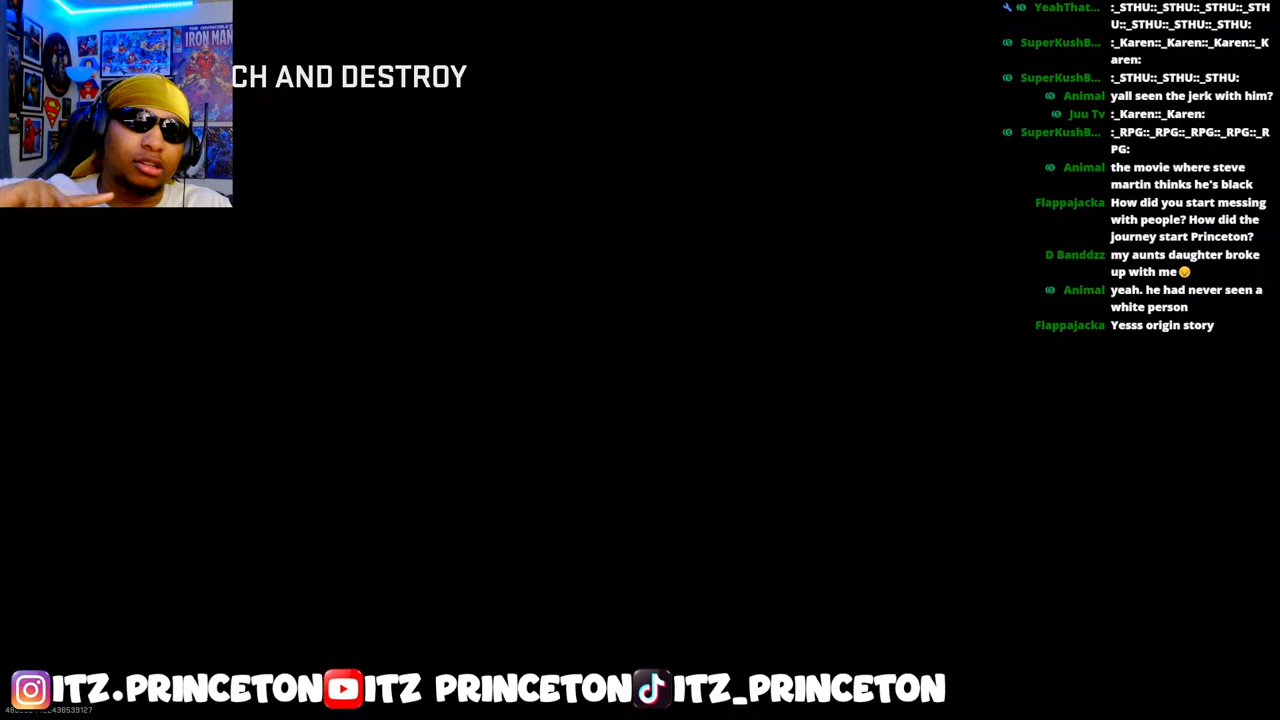 THE INVINCIBLE
IRON MAN
CH AND DESTROY
YeahThat... :_STHU::_STHU::_STHU::_STH
U::_STHU::_STHU::_STHU:
SuperKushB... :_Karen::_Karen::_Karen::_K
aren:
SuperKushB... :_STHU::_STHU::_STHU:
Animal yall seen the jerk with him?
Juu Tv :_Karen::_Karen:
SuperKushB... :_RPG::_RPG::_RPG::_RPG::_R
PG:
Animal the movie where steve
martin thinks he's black
Flappajacka How did you start messing
with people? How did the
journey start Princeton?
D Banddzz my aunts daughter broke
up with me😔
Animal yeah. he had never seen a
white person
Flappajacka Yesss origin story
ITZ.PRINCETON ITZ PRINCETON ITZ_PRINCETON